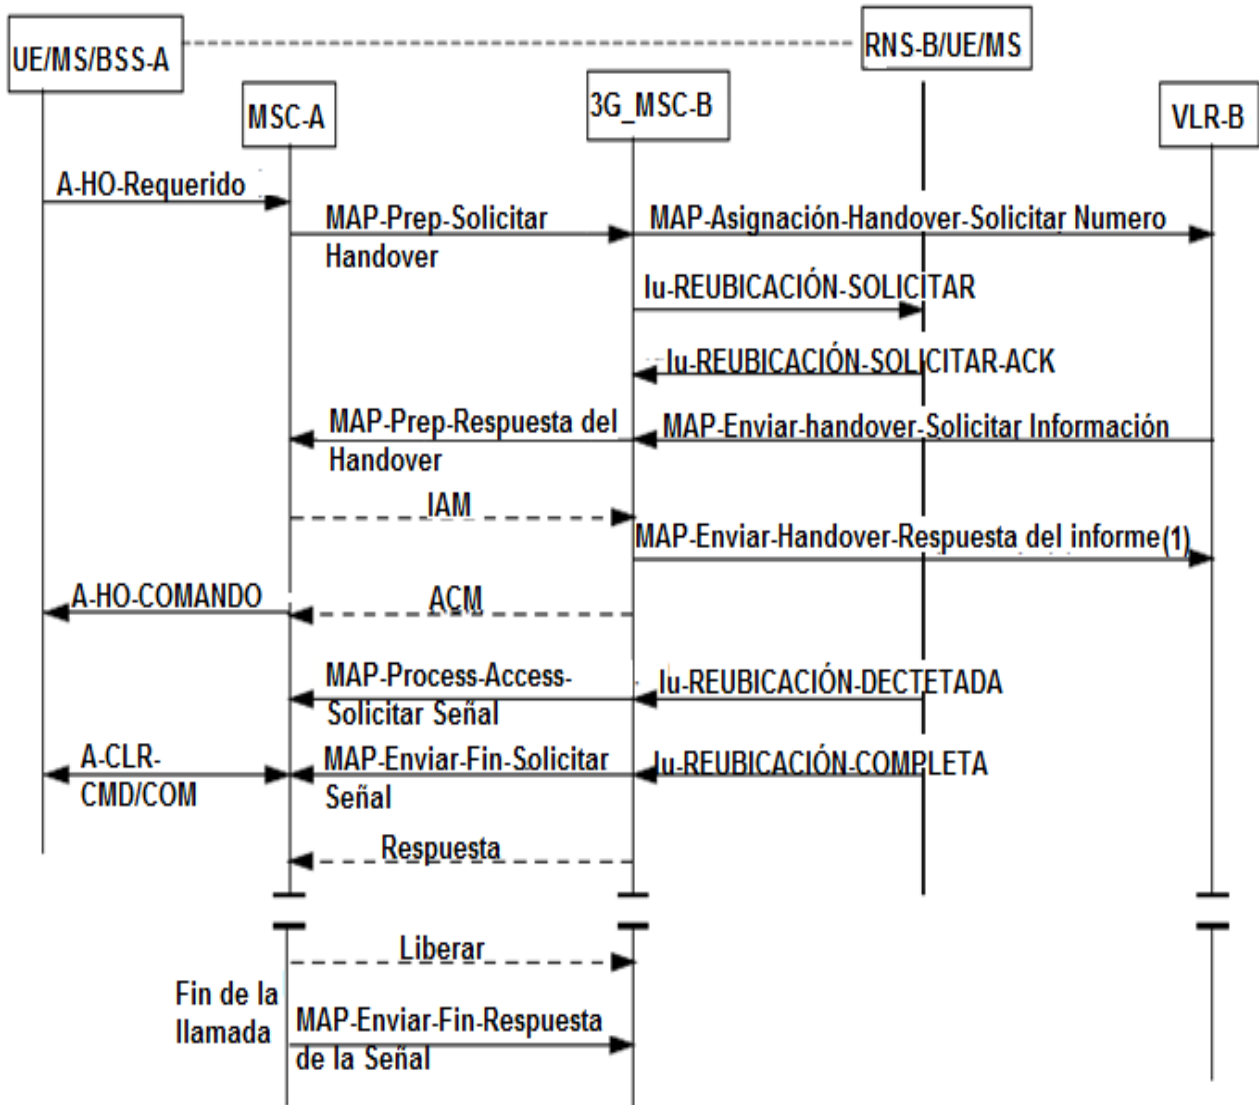 UE/MS/BSS-A
RNS-B/UE/MS
MSC-A
3G_MSC-B
VLR-B
A-HO-Requerido
MAP-Prep-Solicitar
Handover
MAP-Asignación-Handover-Solicitar Numero
Iu-REUBICACIÓN-SOLICITAR
Iu-REUBICACIÓN-SOLICITAR-ACK
MAP-Prep-Respuesta del
Handover
MAP-Enviar-handover-Solicitar Información
IAM
MAP-Enviar-Handover-Respuesta del informe(1)
A-HO-COMANDO
ACM
MAP-Process-Access-
Solicitar Señal
Iu-REUBICACIÓN-DECTETADA
A-CLR-
CMD/COM
MAP-Enviar-Fin-Solicitar
Señal
Iu-REUBICACIÓN-COMPLETA
Respuesta
Liberar
Fin de la
llamada
MAP-Enviar-Fin-Respuesta
de la Señal